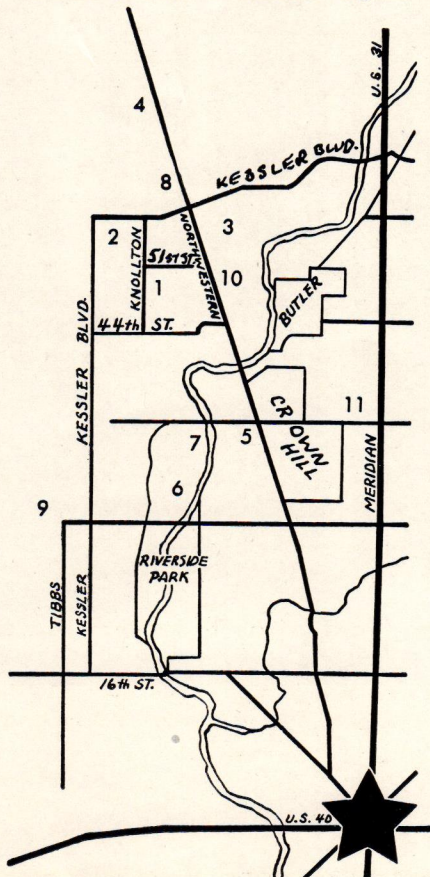 U.S. 31
4
KESSLER BLVD.
8
3
2
KNOLLTON
51ST ST.
NORTHWESTERN
10
1
BUTLER
44th ST.
KESSLER BLVD.
CROWN HILL
11
7
5
MERIDIAN
6
9
RIVERSIDE
PARK
TIBBS
KESSLER
16th ST.
U.S. 40